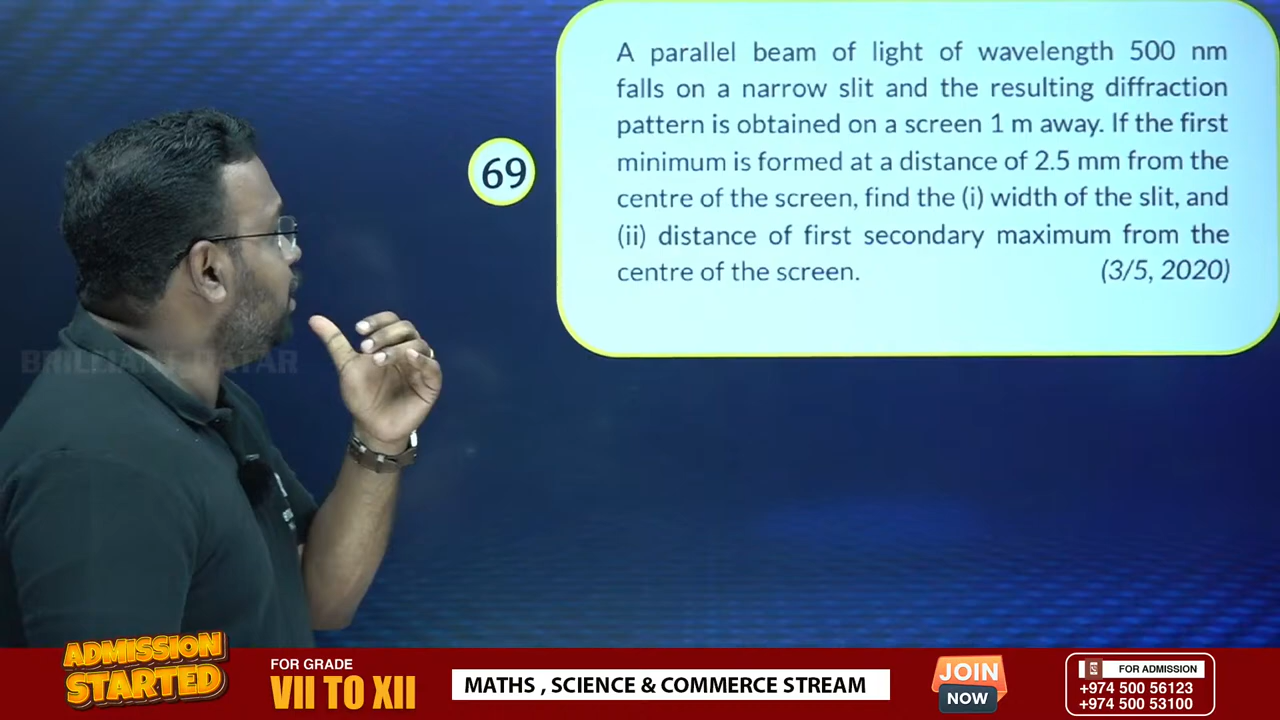 A parallel beam of light of wavelength 500 nm
falls on a narrow slit and the resulting diffraction
pattern is obtained on a screen 1 m away. If the first
minimum is formed at a distance of 2.5 mm from the
centre of the screen, find the (i) width of the slit, and
(ii) distance of first secondary maximum from the
centre of the screen. (3/5, 2020)
69
BRILLIANT QATAR
ADMISSION
STARTED
FOR GRADE
VII TO XII
MATHS , SCIENCE & COMMERCE STREAM
JOIN
NOW
FOR ADMISSION
+974 500 56123
+974 500 53100